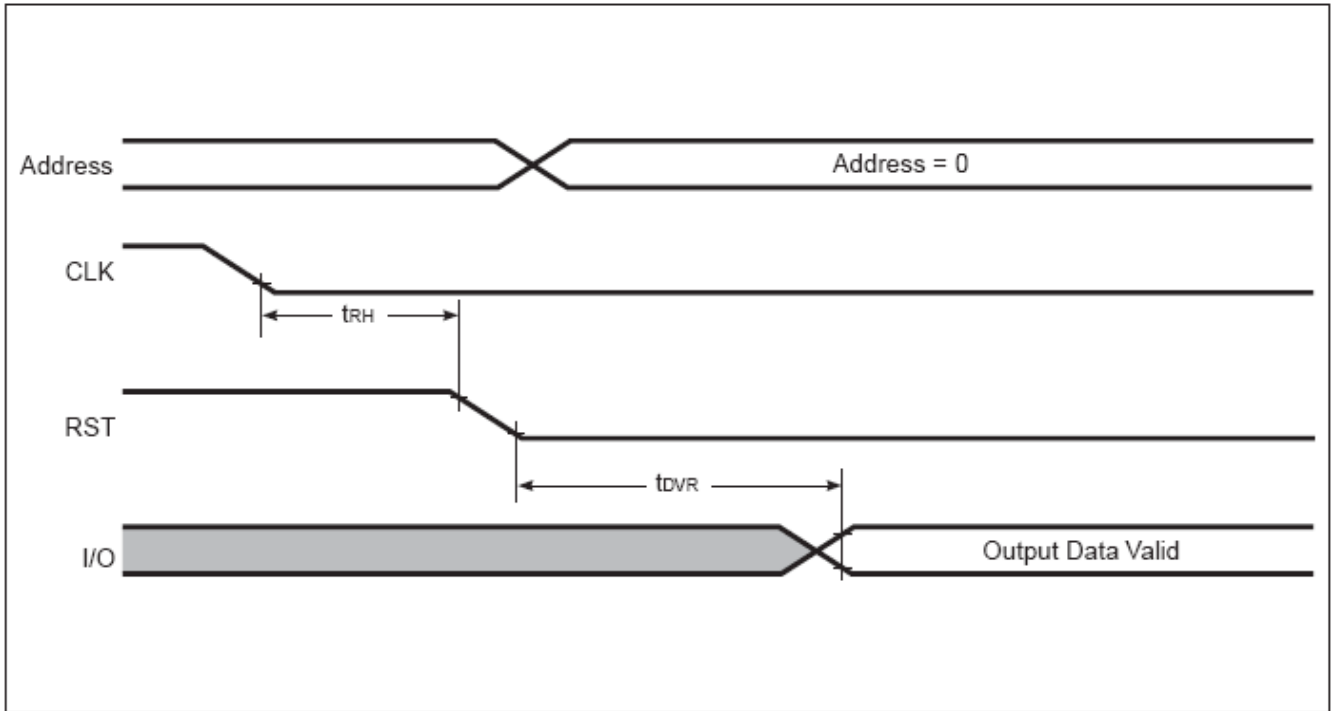 Address
Address = 0
CLK
tRH
RST
tDVR
I/O
Output Data Valid